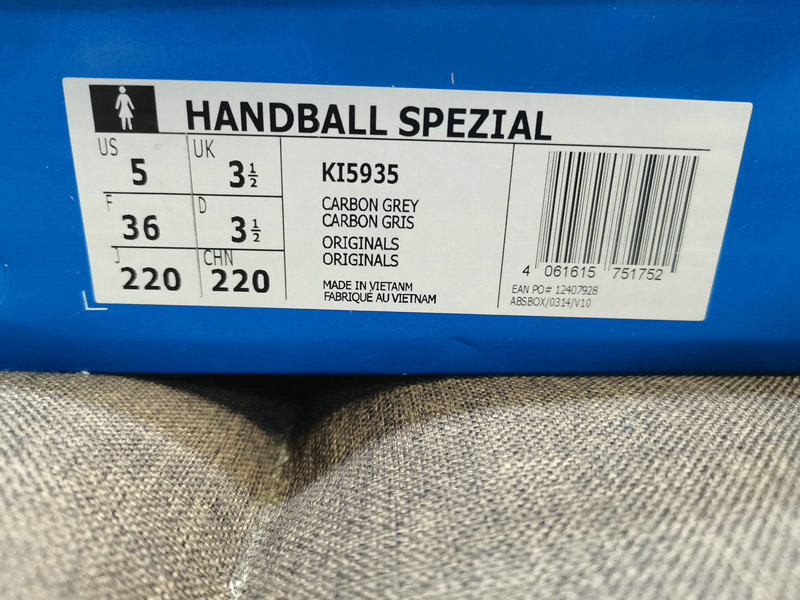 HANDBALL SPEZIAL
US 5
UK 3 1/2
F 36
D 3 1/2
J 220
CHN 220
KI5935
CARBON GREY
CARBON GRIS
ORIGINALS
ORIGINALS
MADE IN VIETANM
FABRIQUÉ AU VIETNAM
4 061615 751752
EAN PO# 12407928
ABSBOX/0314/V10